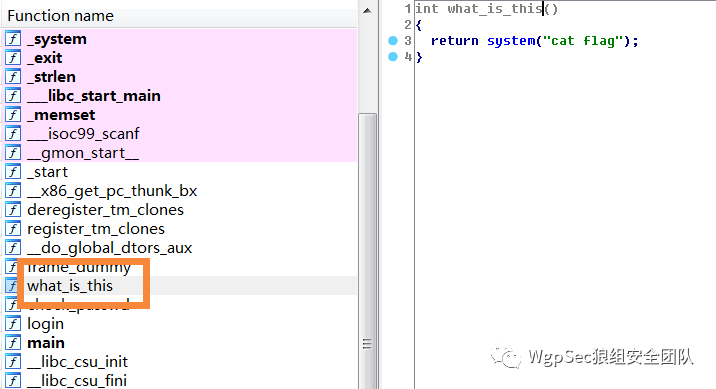 Function name
f _system
f _exit
f _strlen
f ___libc_start_main
f _memset
f ___isoc99_scanf
f __gmon_start__
f _start
f __x86_get_pc_thunk_bx
f deregister_tm_clones
f register_tm_clones
f __do_global_dtors_aux
f frame_dummy
f what_is_this
f
f login
f main
f __libc_csu_init
f __libc_csu_fini
1 int what_is_this()
2 {
3 return system("cat flag");
4 }
WgpSec狼组安全团队